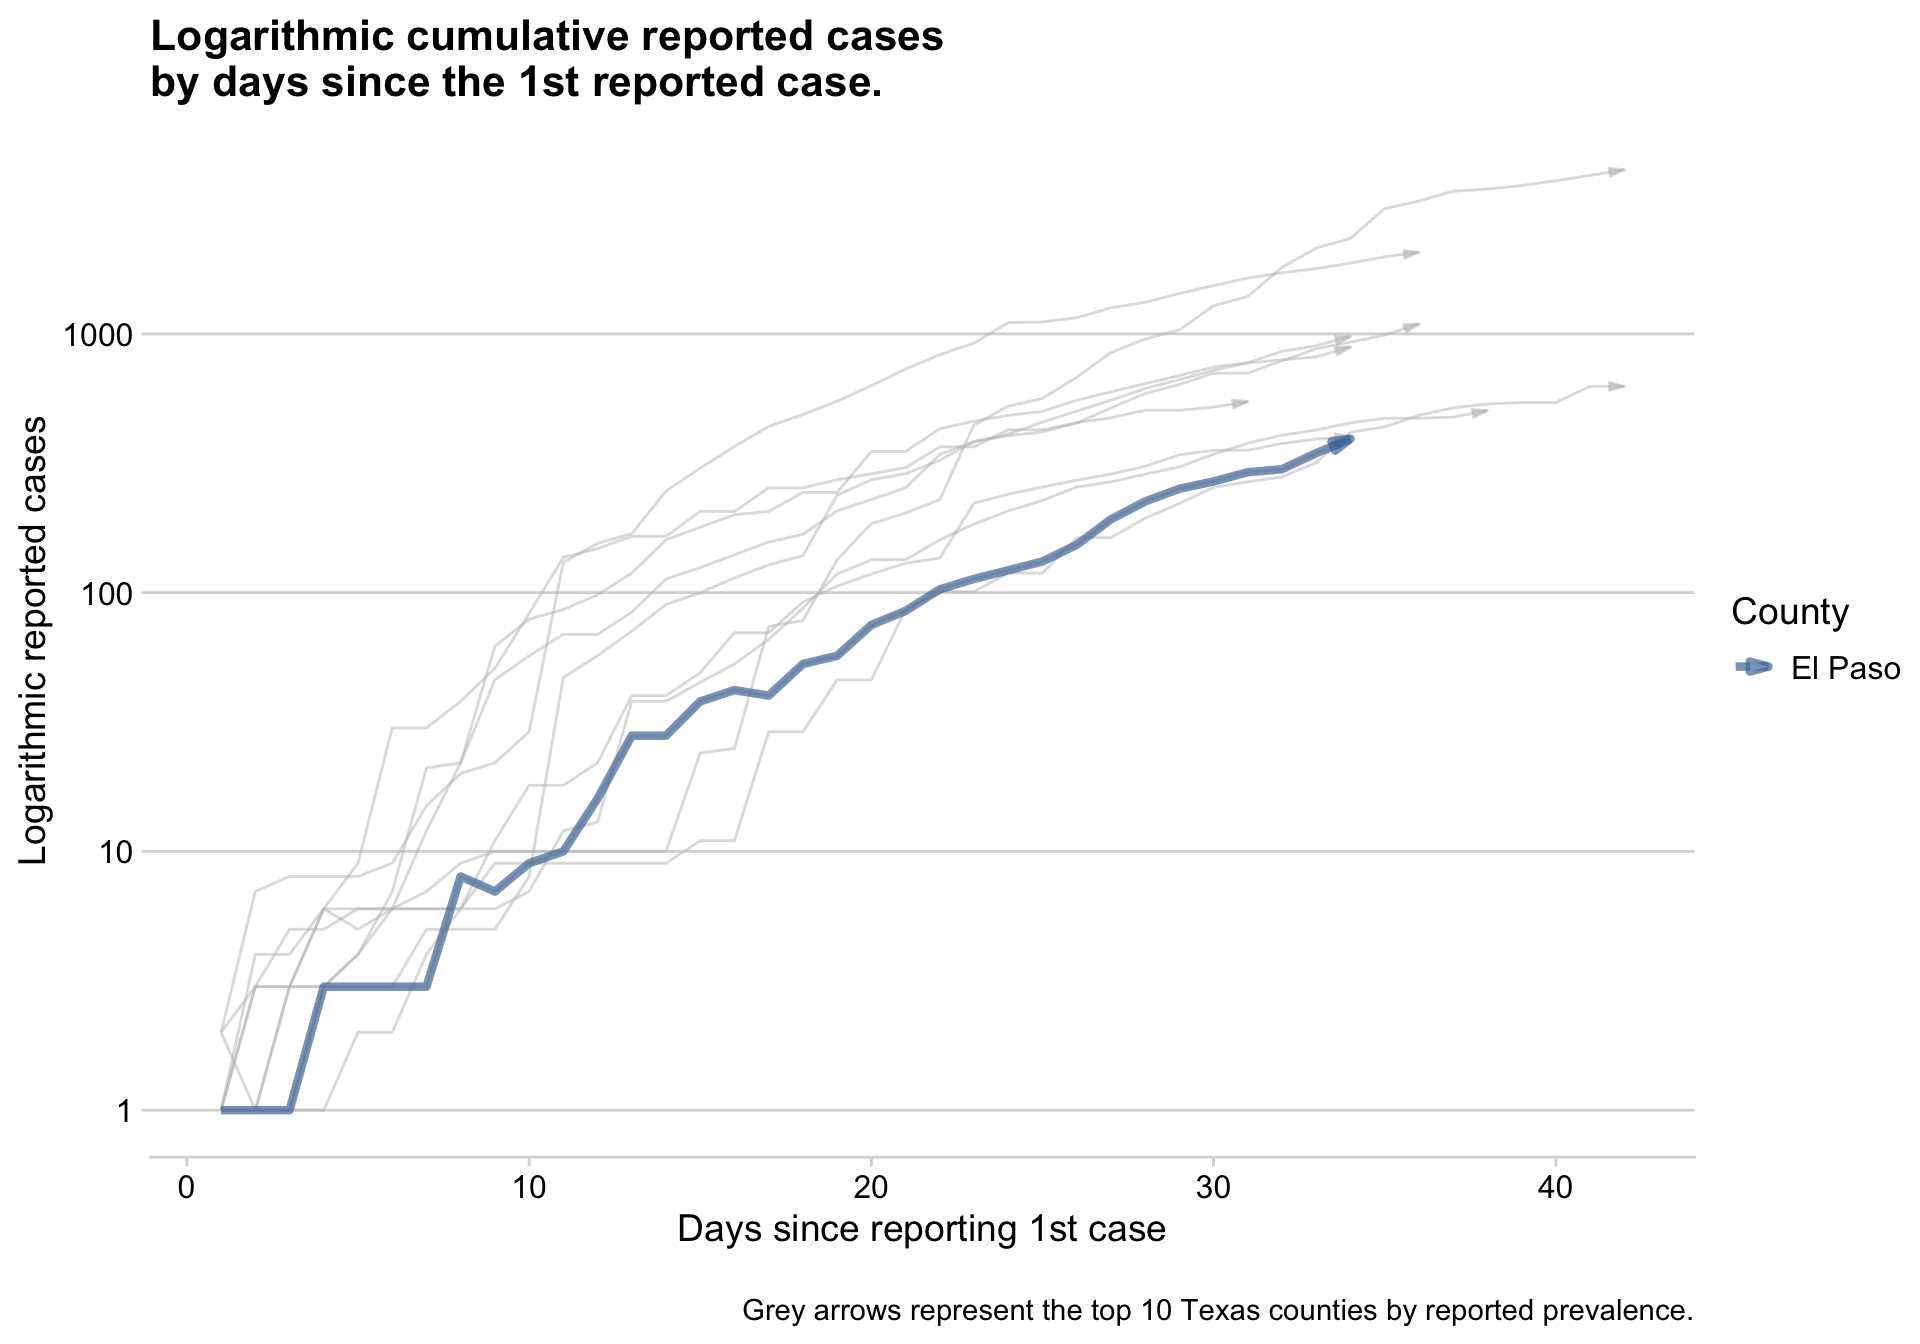 Logarithmic cumulative reported cases
by days since the 1st reported case.
Logarithmic reported cases
1000
100
10
1
0 10 20 30 40
Days since reporting 1st case
County
El Paso
Grey arrows represent the top 10 Texas counties by reported prevalence.